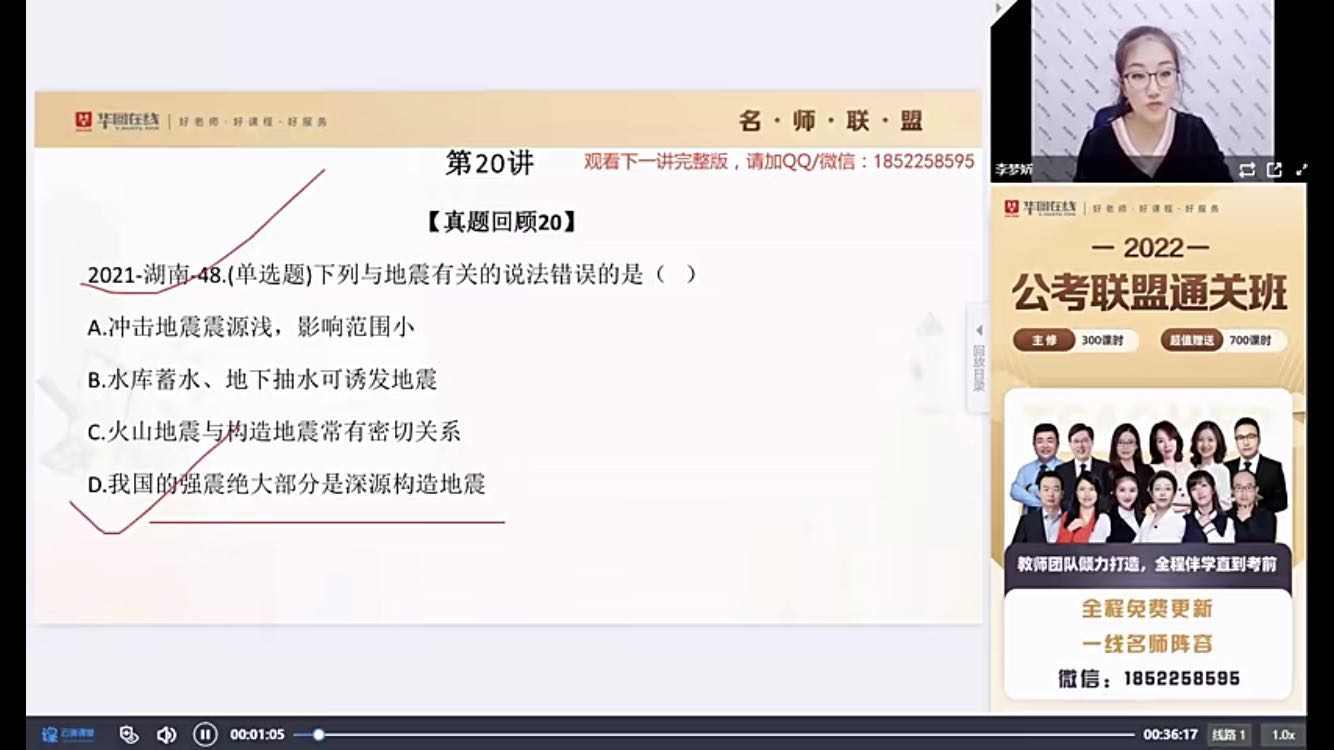 华图在线 | 好老师·好课程·好服务
名·师·联·盟
第20讲
观看下一讲完整版，请加QQ/微信：1852258595
【真题回顾20】
2021-湖南-48.(单选题)下列与地震有关的说法错误的是（ ）
A.冲击地震震源浅，影响范围小
B.水库蓄水、地下抽水可诱发地震
C.火山地震与构造地震常有密切关系
D.我国的强震绝大部分是深源构造地震
回放目录
李梦娇
华图在线 | 好老师·好课程·好服务
2022
公考联盟通关班
主修 300课时 超值赠送 700课时
教师团队倾力打造，全程伴学直到考前
全程免费更新
一线名师阵容
微信：1852258595
00:01:05
00:36:17 线路 1 1.0x